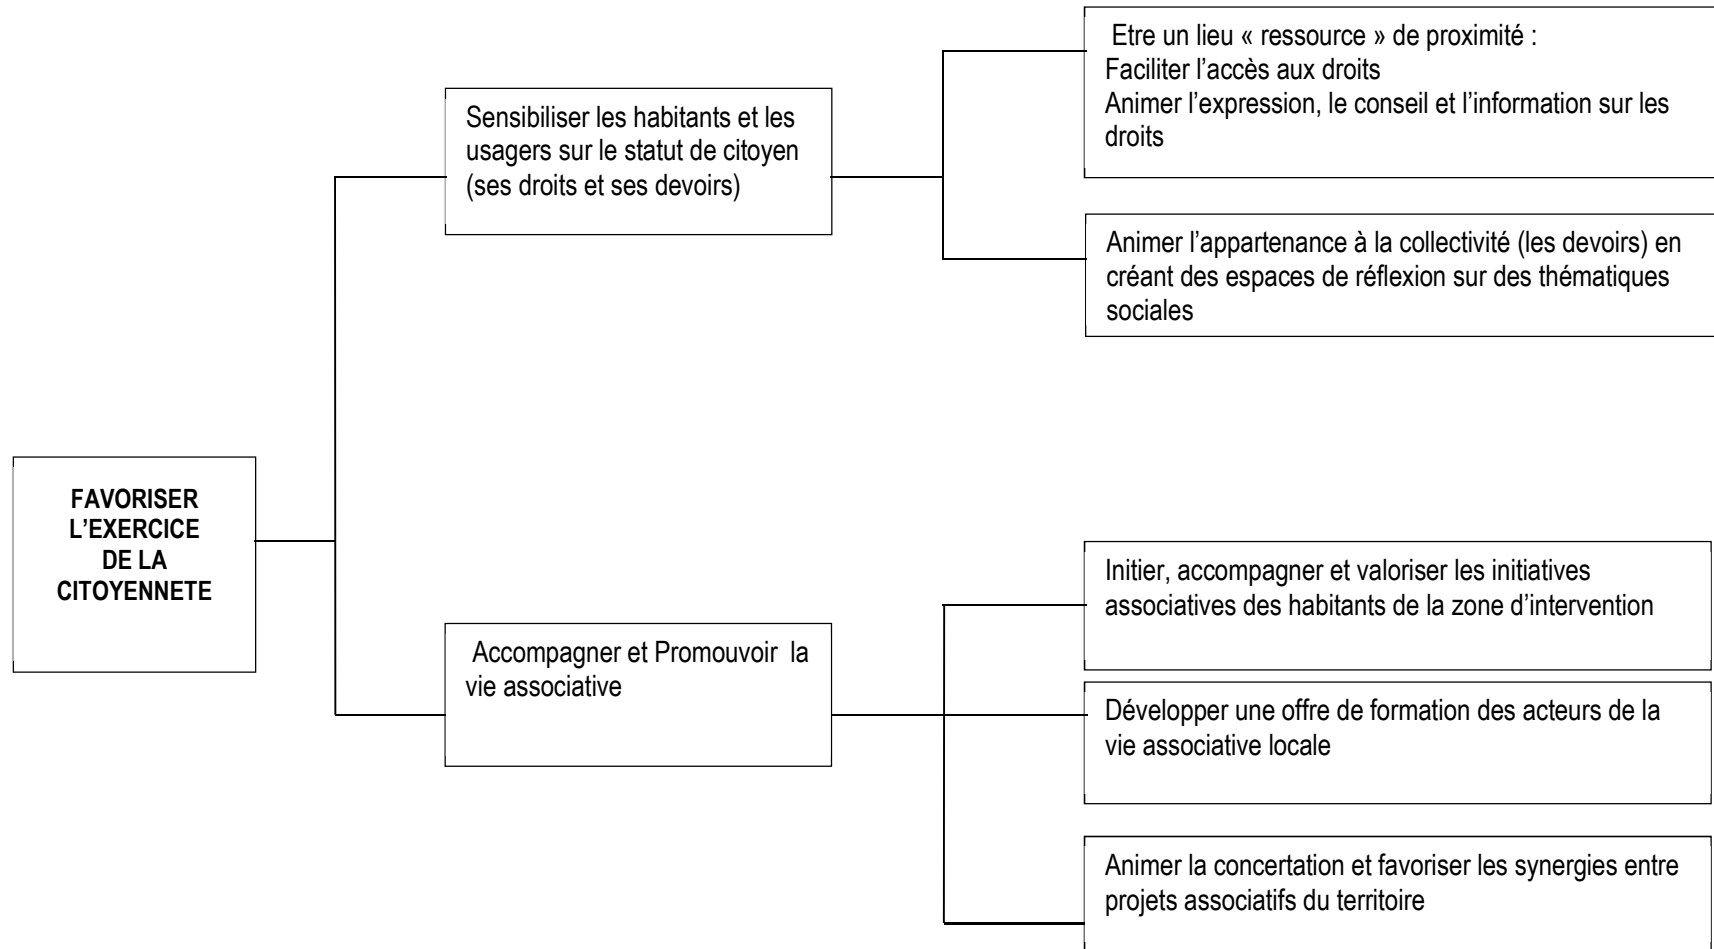 Etre un lieu « ressource » de proximité :
Faciliter l’accès aux droits
Animer l’expression, le conseil et l’information sur les
droits
Sensibiliser les habitants et les
usagers sur le statut de citoyen
(ses droits et ses devoirs)
Animer l’appartenance à la collectivité (les devoirs) en
créant des espaces de réflexion sur des thématiques
sociales
FAVORISER
L’EXERCICE
DE LA
CITOYENNETE
Initier, accompagner et valoriser les initiatives
associatives des habitants de la zone d’intervention
Accompagner et Promouvoir la
vie associative
Développer une offre de formation des acteurs de la
vie associative locale
Animer la concertation et favoriser les synergies entre
projets associatifs du territoire